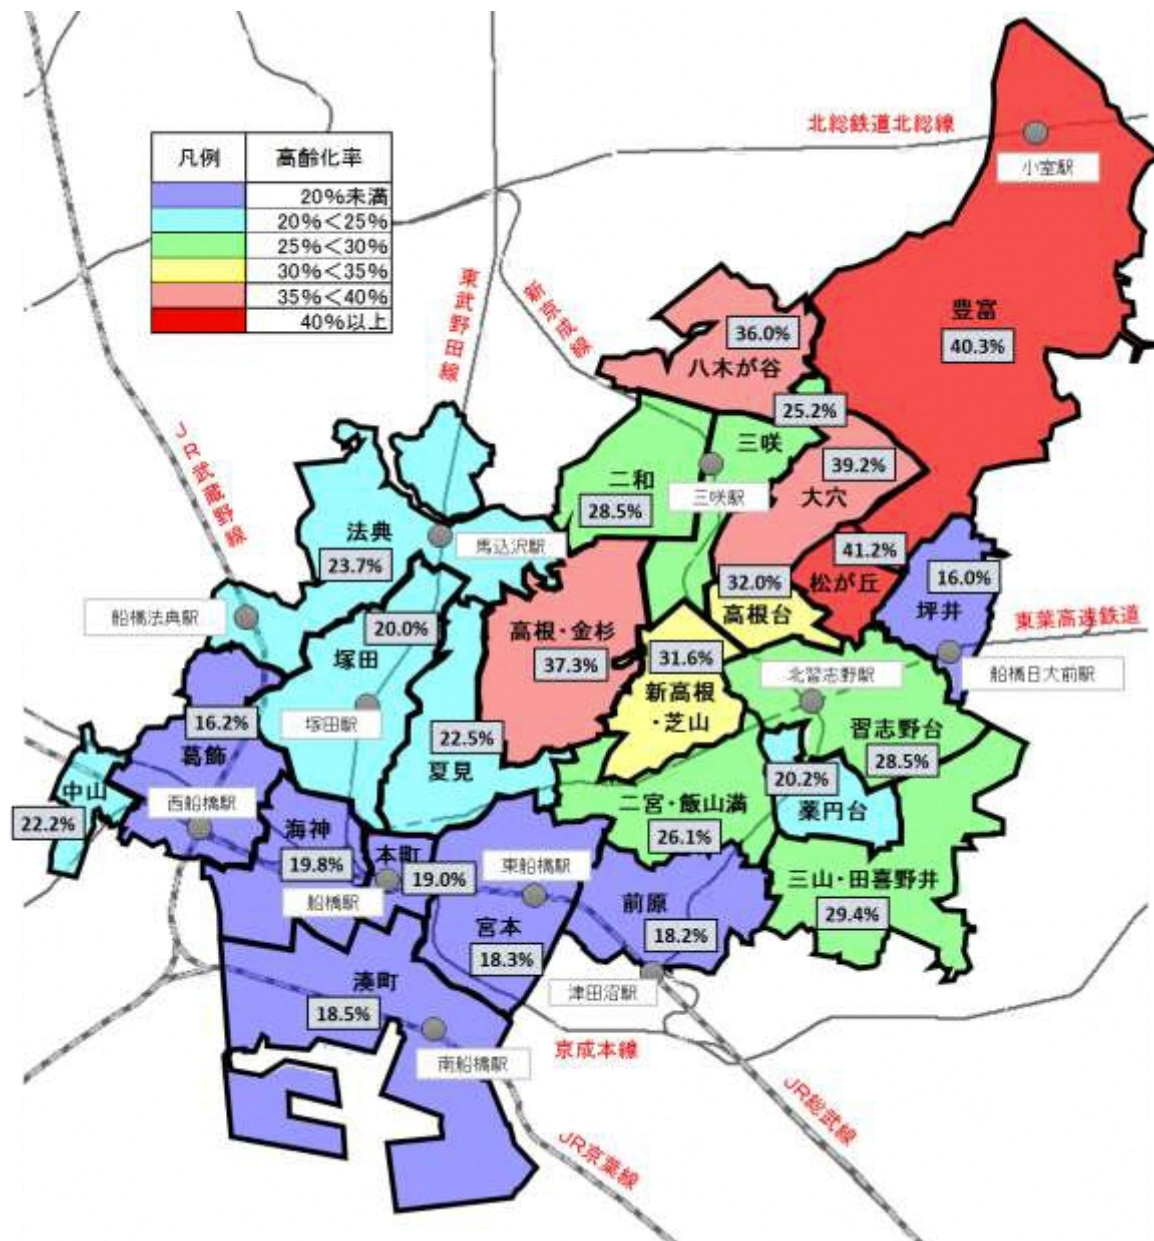 北総鉄道北総線
凡例 高齢化率
20%未満
20%<25%
25%<30%
30%<35%
35%<40%
40%以上
小室駅
東武野田線
新京成線
豊富
40.3%
36.0%
八木が谷
25.2%
三咲
39.2%
大穴
三咲駅
二和
28.5%
JR武蔵野線
法典
23.7%
馬込沢駅
41.2%
松が丘
16.0%
坪井
32.0%
高根台
東葉高速鉄道
船橋法典駅
20.0%
塚田
高根・金杉
37.3%
31.6%
新高根
・芝山
北習志野駅
船橋日大前駅
塚田駅
16.2%
葛飾
22.5%
夏見
習志野台
28.5%
中山
22.2%
西船橋駅
20.2%
薬円台
二宮・飯山満
26.1%
海神
19.8%
本町
19.0%
東船橋駅
船橋駅
三山・田喜野井
29.4%
前原
18.2%
宮本
18.3%
湊町
18.5%
津田沼駅
南船橋駅
京成本線
JR総武線
JR京葉線